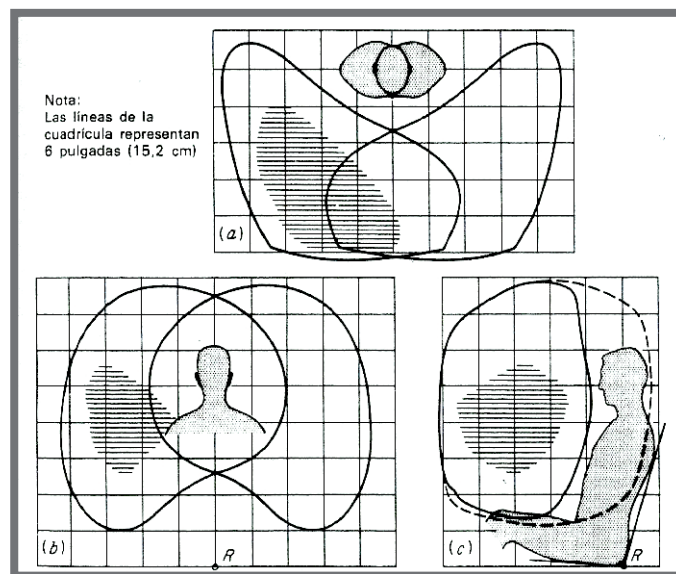 Nota:
Las líneas de la
cuadrícula representan
6 pulgadas (15,2 cm)
(a)
(b)
R
(c)
R